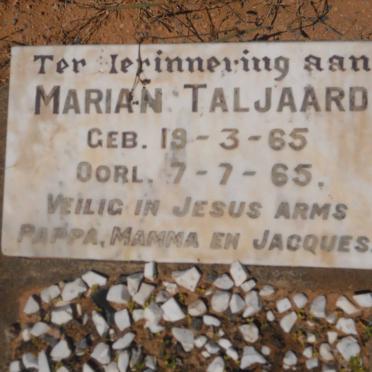 Ter Herinnering aan
MARIAN TALJAARD
GEB. 19-3-65
OORL. 7-7-65.
VEILIG IN JESUS ARMS
PAPPA, MAMMA EN JACQUES.